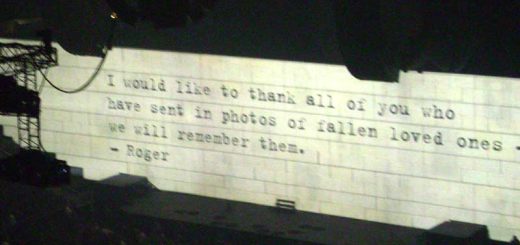 I would like to thank all of you who
have sent in photos of fallen loved ones -
we will remember them.
- Roger